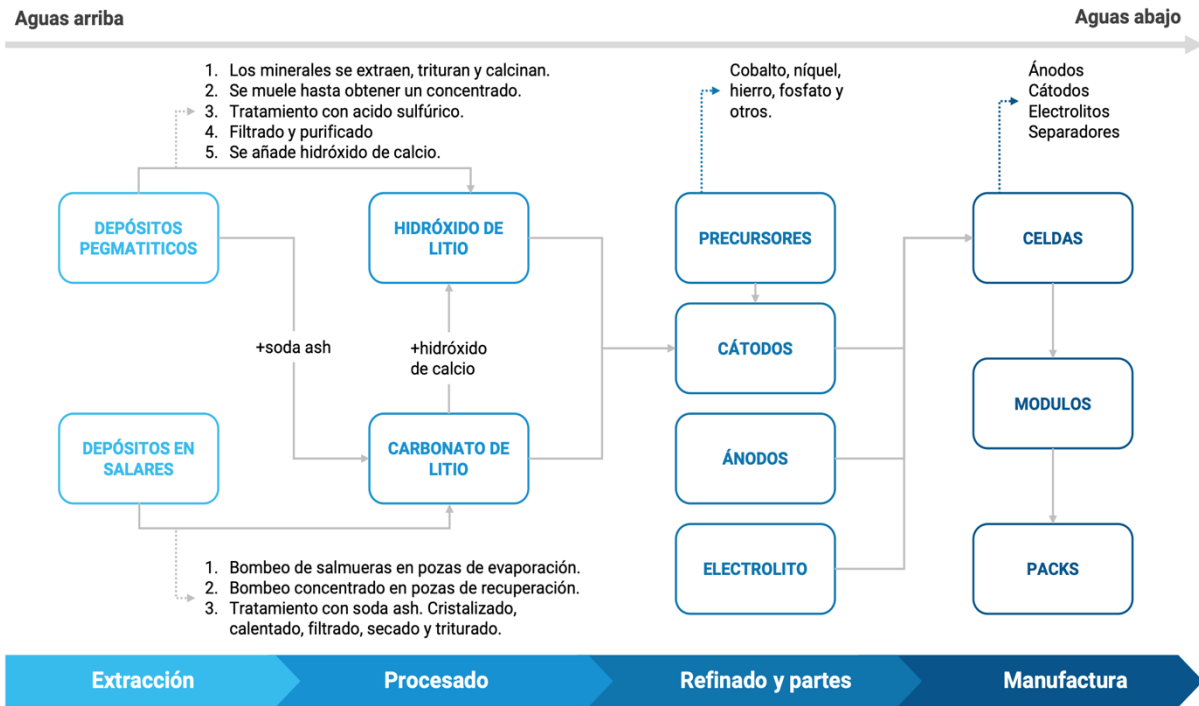 Aguas arriba
Aguas abajo
1. Los minerales se extraen, trituran y calcinan.
2. Se muele hasta obtener un concentrado.
3. Tratamiento con acido sulfúrico.
4. Filtrado y purificado
5. Se añade hidróxido de calcio.
Cobalto, níquel,
hierro, fosfato y
otros.
Ánodos
Cátodos
Electrolitos
Separadores
DEPÓSITOS
PEGMATITICOS
HIDRÓXIDO DE
LITIO
PRECURSORES
CELDAS
+soda ash
+hidróxido
de calcio
CÁTODOS
MODULOS
DEPÓSITOS EN
SALARES
CARBONATO DE
LITIO
ÁNODOS
ELECTROLITO
PACKS
1. Bombeo de salmueras en pozas de evaporación.
2. Bombeo concentrado en pozas de recuperación.
3. Tratamiento con soda ash. Cristalizado,
calentado, filtrado, secado y triturado.
Extracción
Procesado
Refinado y partes
Manufactura